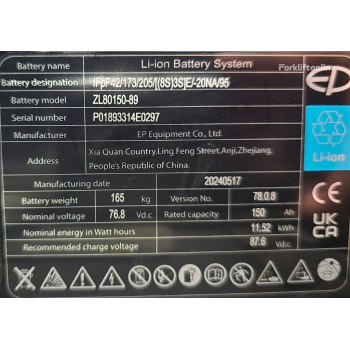 Battery name Li-ion Battery System
Forkliftonline
Battery designation IFpP42/173/205/[(8S)3S]E/-20NA/95
Battery model ZL80150-89
Serial number P01893314E0297
Manufacturer EP Equipment Co., Ltd.
Address Xia Quan Country,Ling Feng Street,Anji,Zhejiang,
People's Republic of China.
Manufacturing date 20240517
Battery weight 165 kg Version No. 78.0.8
Nominal voltage 76.8 Vd.c. Rated capacity 150 Ah
Nominal energy in Watt hours 11.52 kWh
Recommended charge voltage 87.6 Vd.c
EP
Li-ion
CE
UK
CA